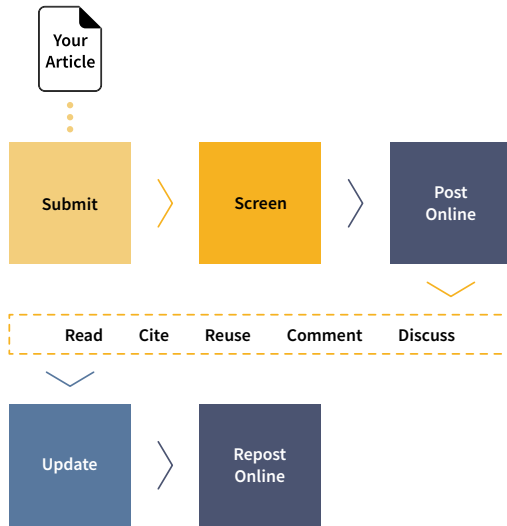 Your
Article
Submit
Screen
Post
Online
Read Cite Reuse Comment Discuss
Update
Repost
Online